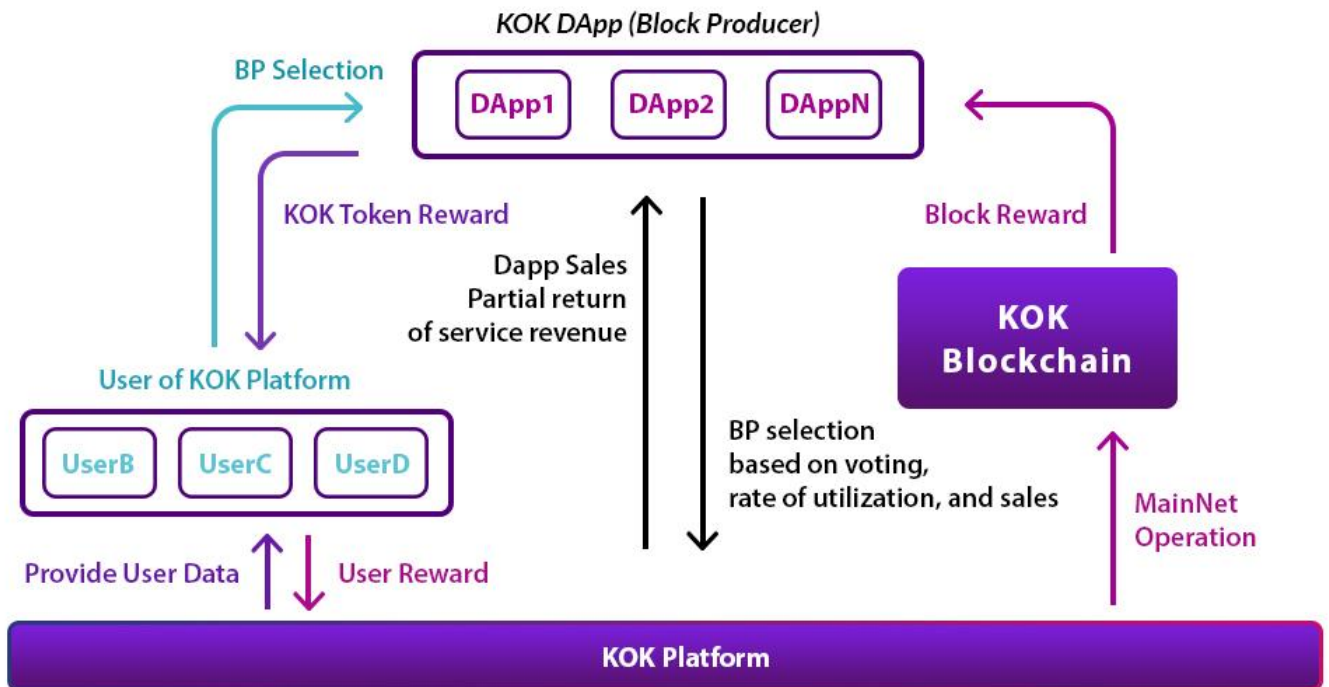 KOK DApp (Block Producer)
BP Selection
DApp1
DApp2
DAppN
KOK Token Reward
Block Reward
Dapp Sales
Partial return
of service revenue
KOK
Blockchain
User of KOK Platform
UserB
UserC
UserD
BP selection
based on voting,
rate of utilization, and sales
MainNet
Operation
Provide User Data
User Reward
KOK Platform